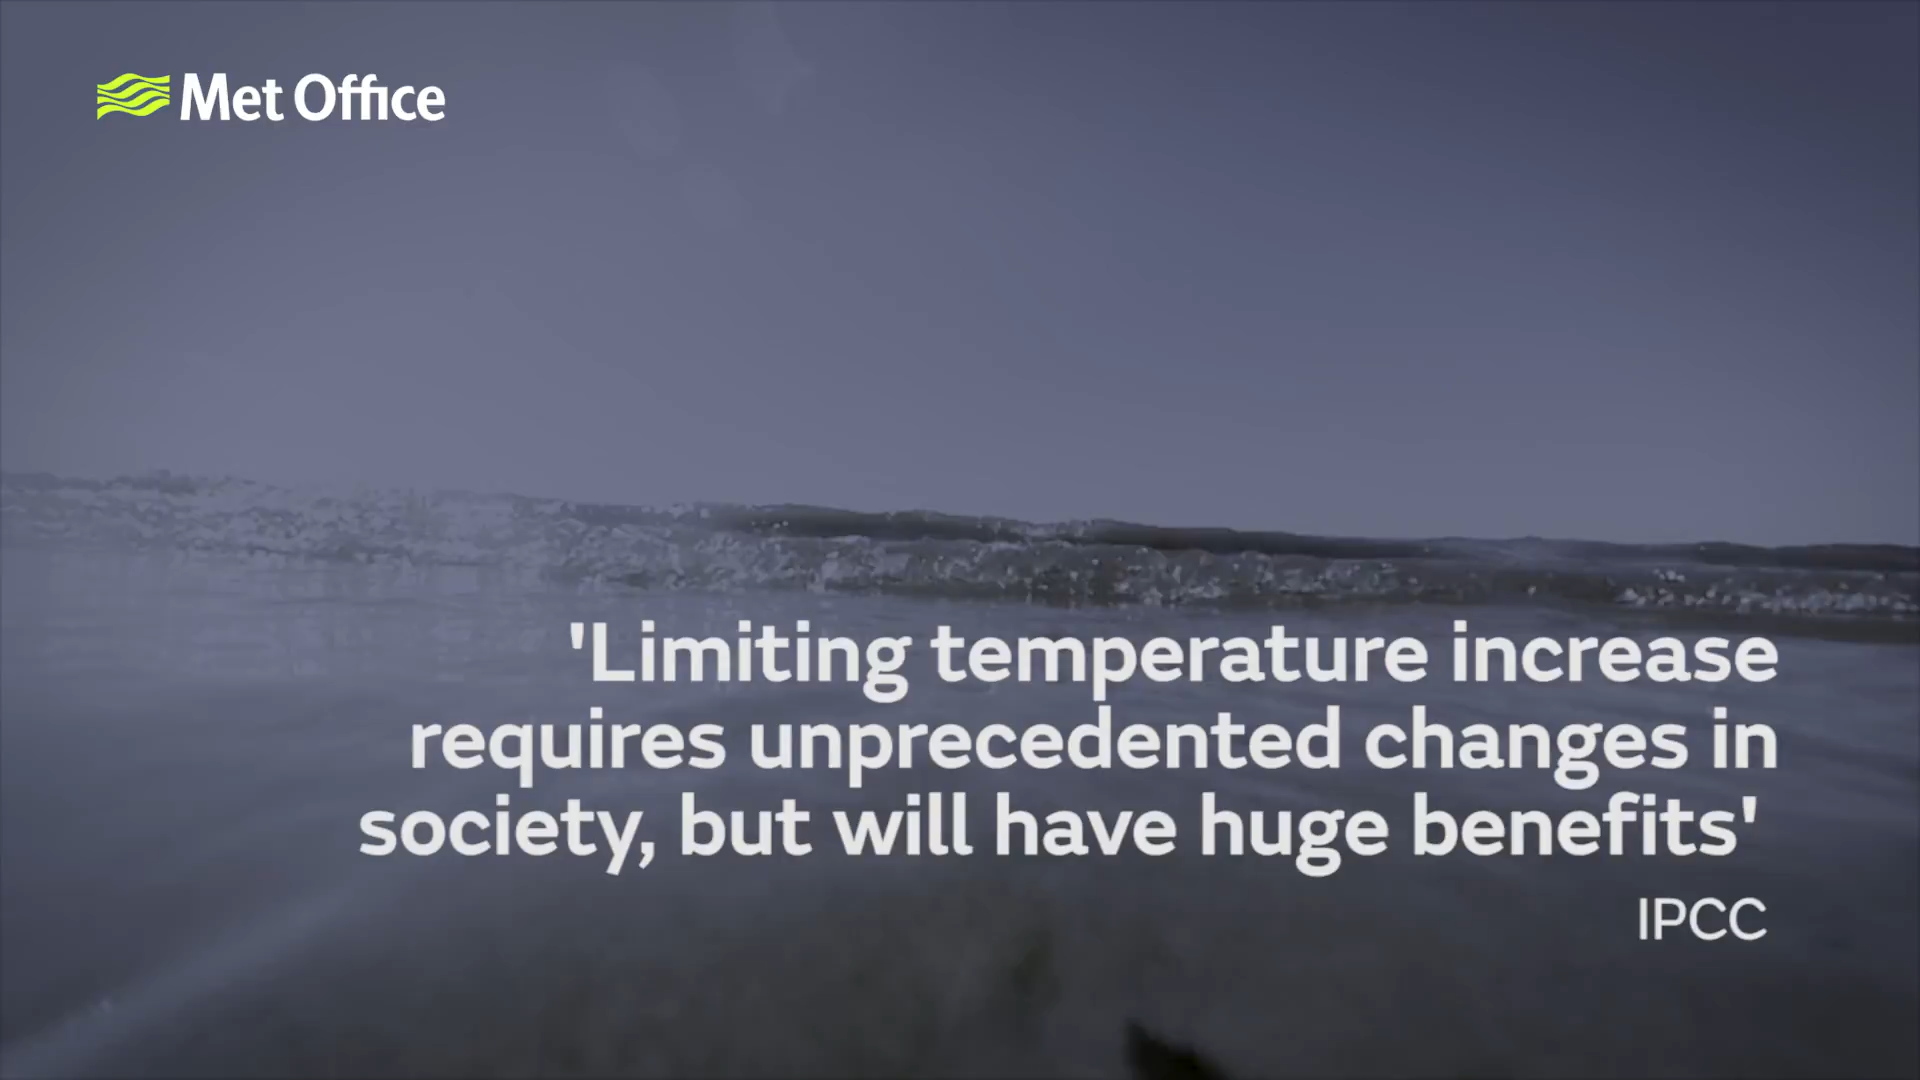 Met Office
'Limiting temperature increase
requires unprecedented changes in
society, but will have huge benefits'
IPCC